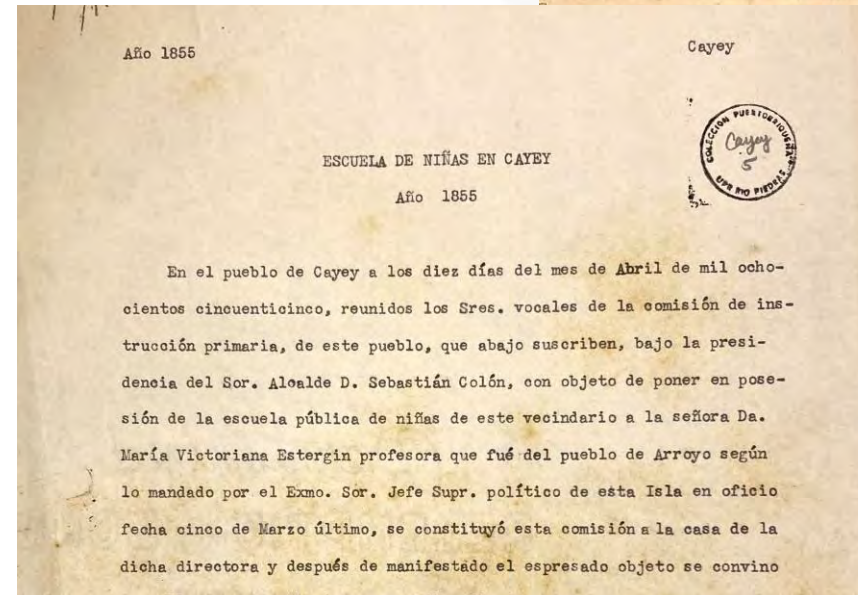 Año 1855
Cayey
COLECCION PUERTORRIQUEÑA
Cayey
5
UPR RIO PIEDRAS
ESCUELA DE NIÑAS EN CAYEY
Año 1855
En el pueblo de Cayey a los diez días del mes de Abril de mil ocho-
cientos cincuenticinco, reunidos los Sres. vocales de la comisión de ins-
trucción primaria, de este pueblo, que abajo suscriben, bajo la presi-
dencia del Sor. Alcalde D. Sebastián Colón, con objeto de poner en pose-
sión de la escuela pública de niñas de este vecindario a la señora Da.
María Victoriana Estergin profesora que fué del pueblo de Arroyo según
lo mandado por el Exmo. Sor. Jefe Supr. político de esta Isla en oficio
fecha cinco de Marzo último, se constituyó esta comisión a la casa de la
dicha directora y después de manifestado el espresado objeto se convino